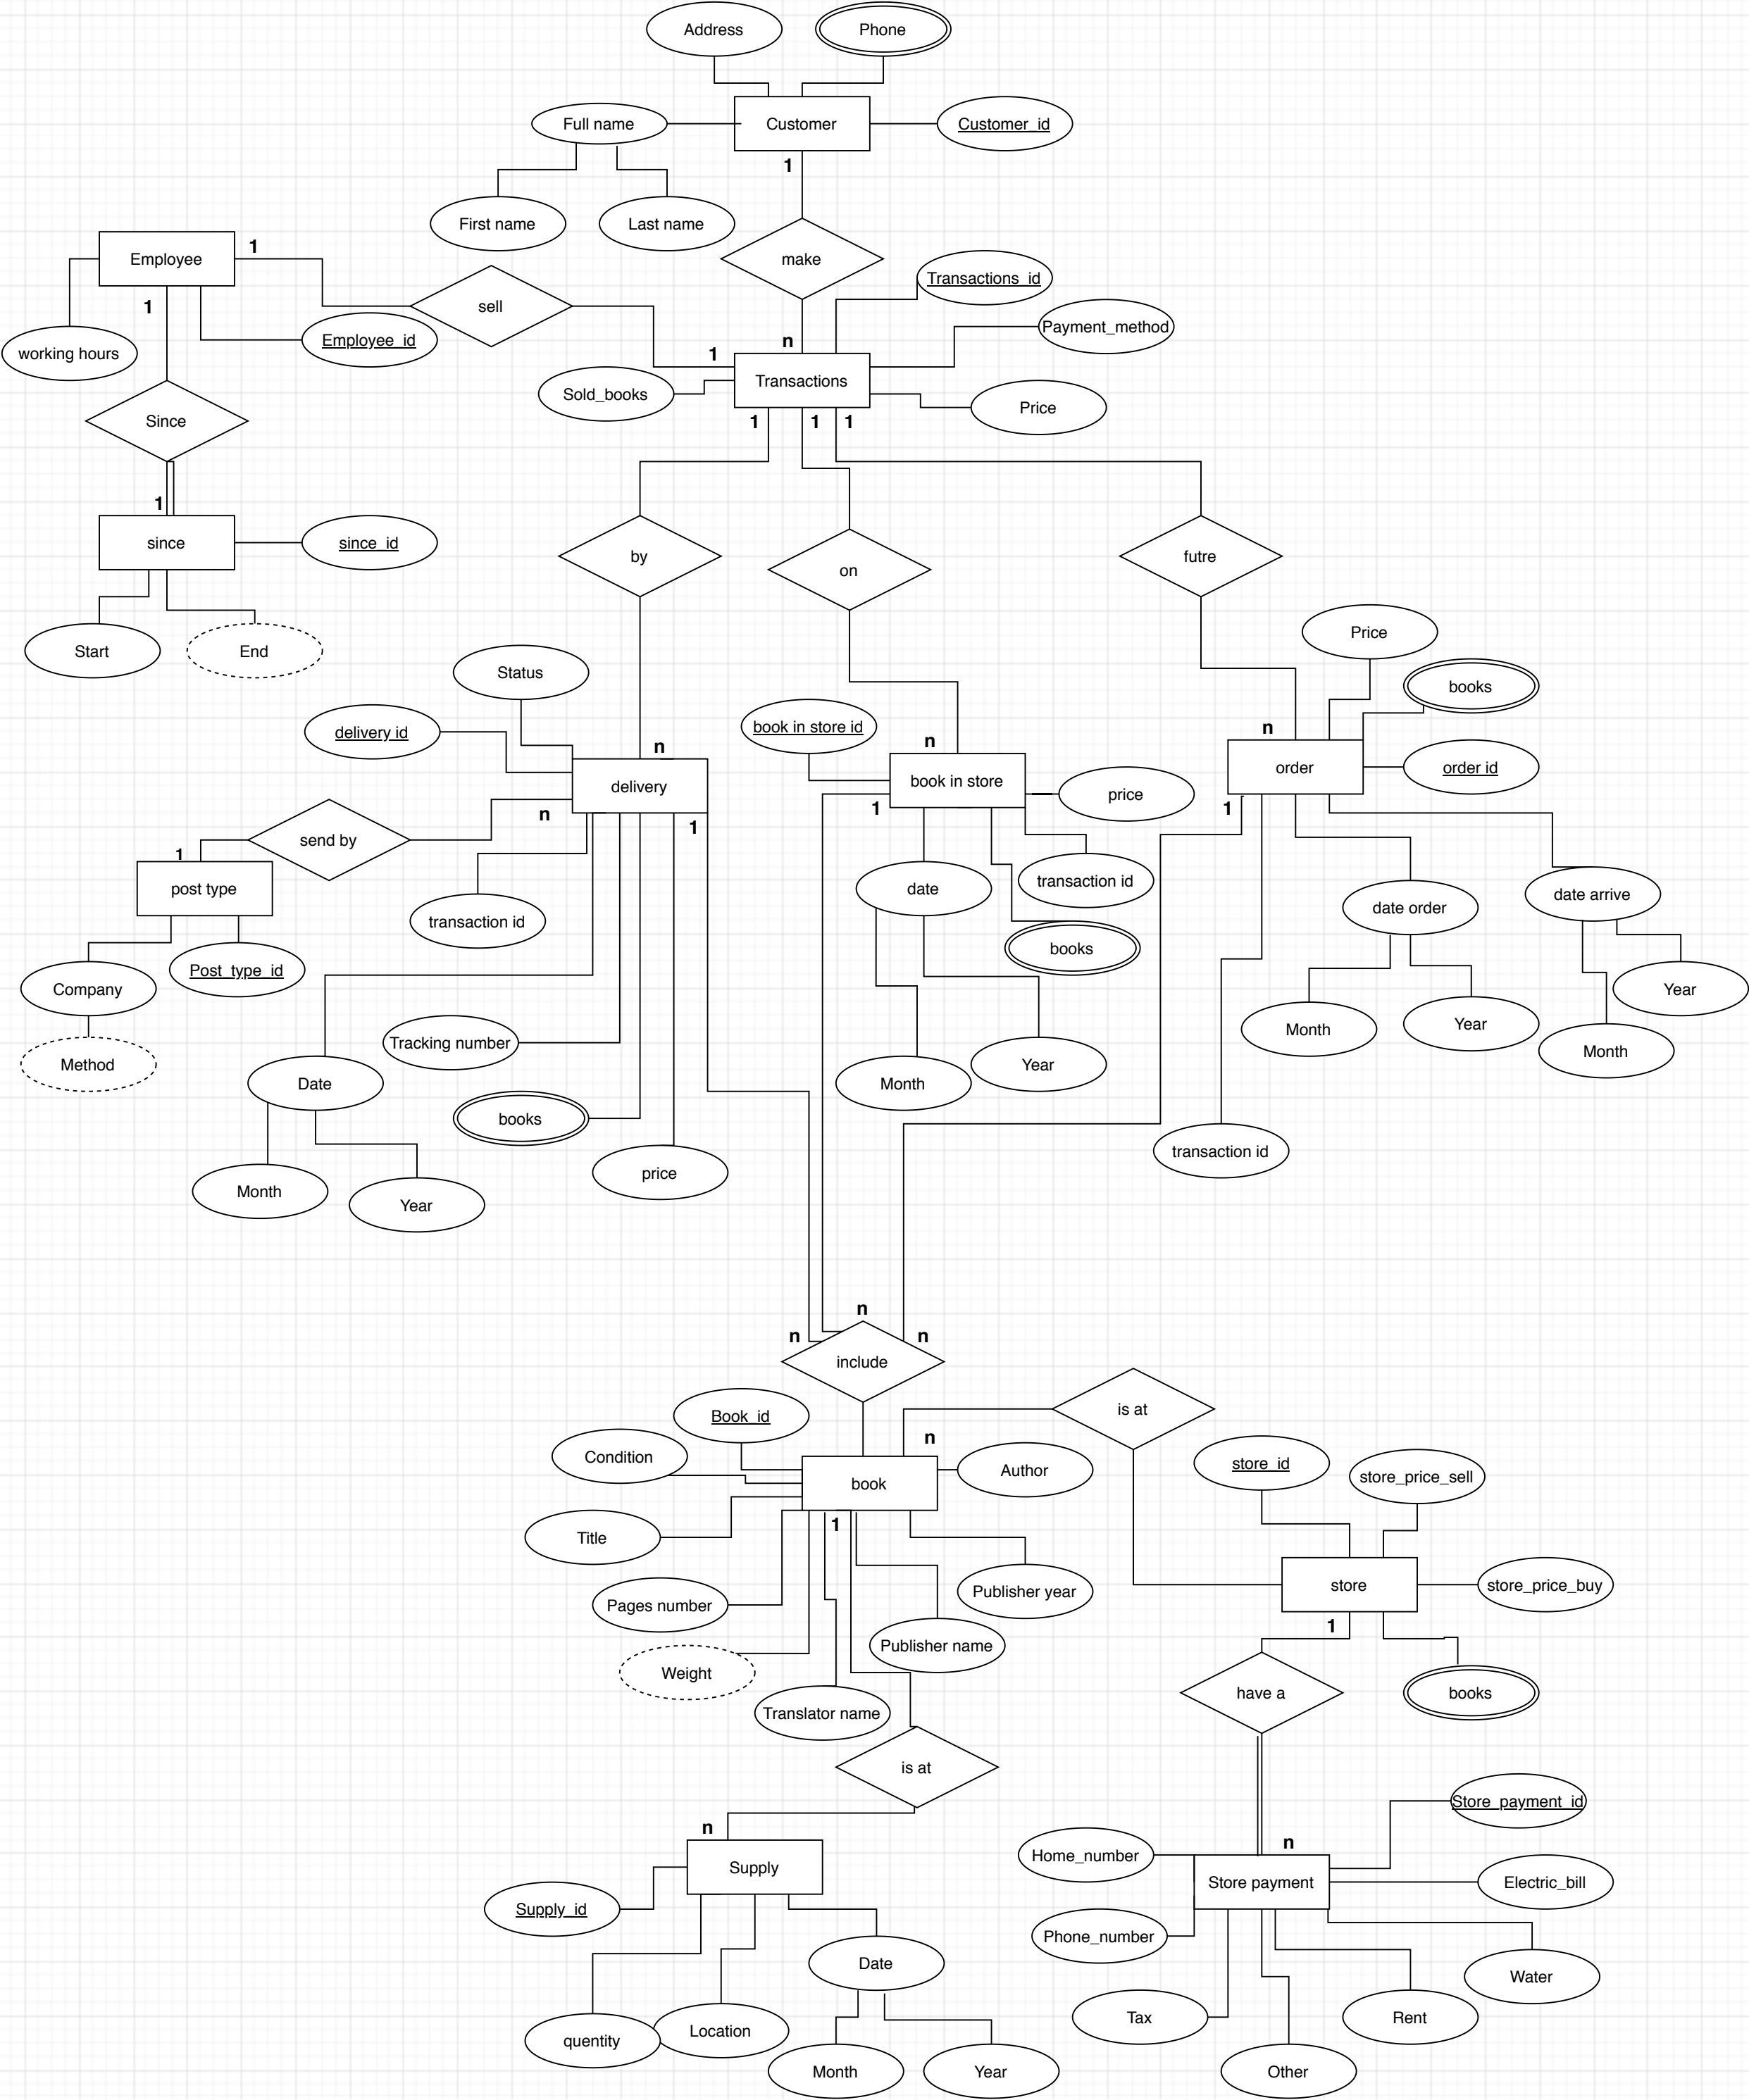 Address
Phone
Full name
Customer
Customer_id
1
First name
Last name
Employee
1
make
1
sell
Transactions_id
working hours
Employee_id
Payment_method
n
1
Transactions
Sold_books
Price
1
1
1
Since
1
since
since_id
by
on
futre
Start
End
Price
Status
books
delivery id
book in store id
n
n
n
delivery
book in store
order
order id
price
n
1
1
1
send by
1
post type
date
transaction id
date order
date arrive
transaction id
books
Post_type_id
Company
Year
Month
Year
Tracking number
Month
Method
Year
Date
Month
books
transaction id
price
Month
Year
n
n
n
include
is at
Book_id
n
Condition
Author
store_id
store_price_sell
book
1
Title
store
store_price_buy
Publisher year
Pages number
1
Publisher name
Weight
have a
books
Translator name
is at
Store_payment_id
n
n
Home_number
Supply
Store payment
Electric_bill
Supply_id
Phone_number
Date
Water
Tax
Rent
Location
quentity
Month
Year
Other